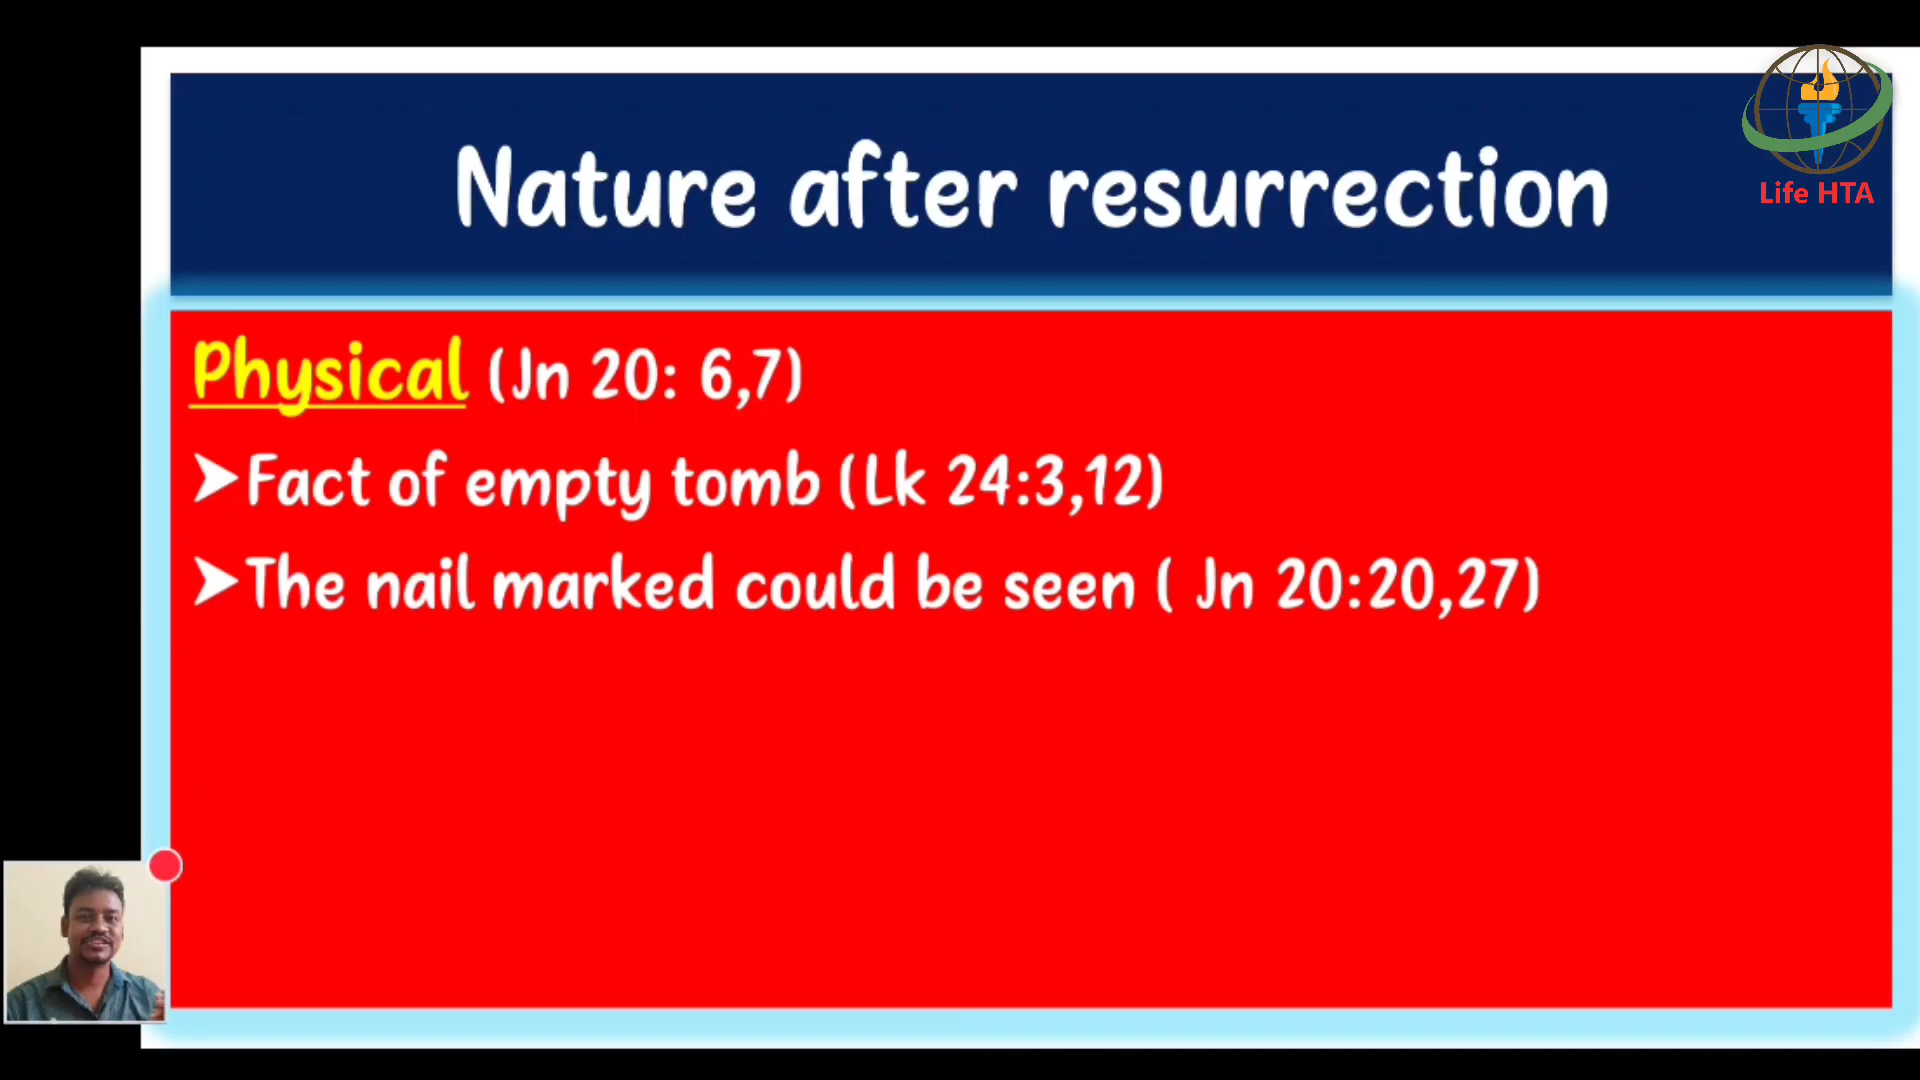 Nature after resurrection
Life HTA
Physical (Jn 20: 6,7)
➤Fact of empty tomb (Lk 24:3,12)
➤The nail marked could be seen ( Jn 20:20,27)